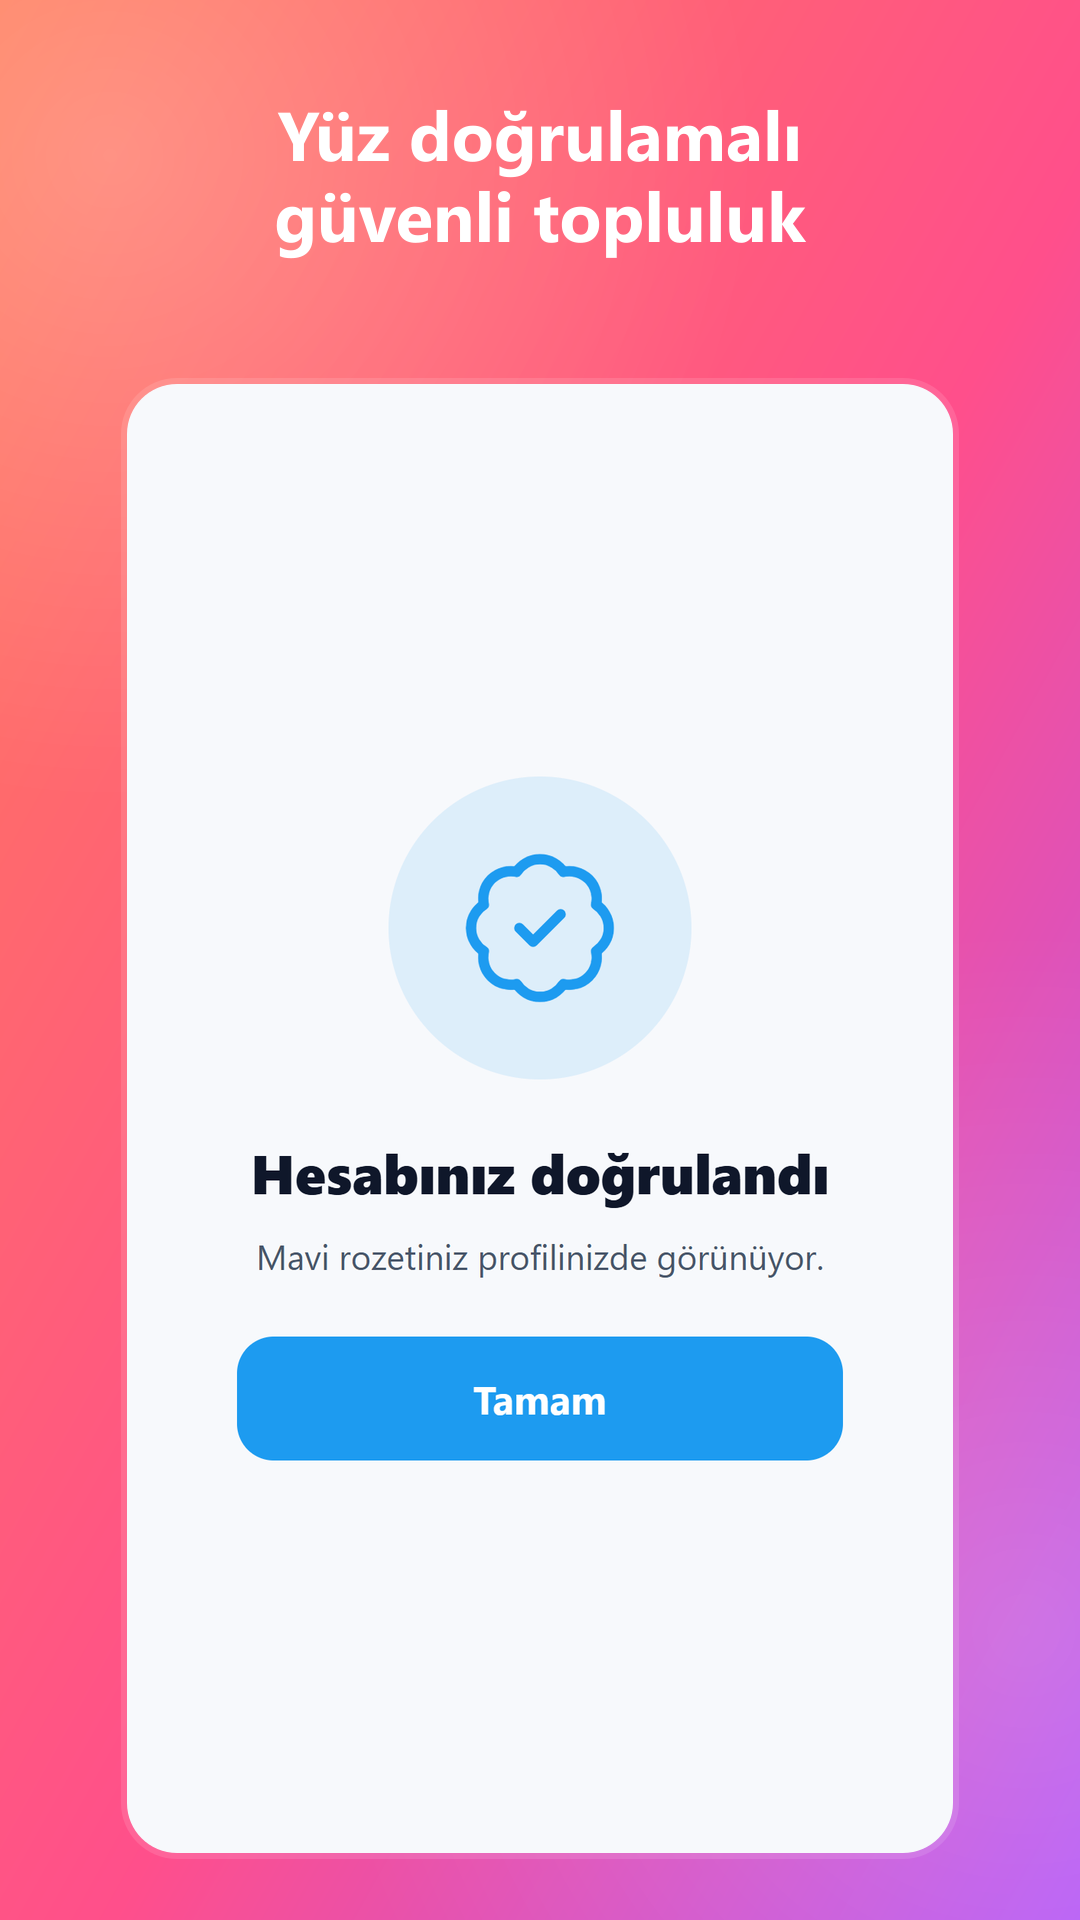 Yüz doğrulamalı
güvenli topluluk
Hesabınız doğrulandı
Mavi rozetiniz profilinizde görünüyor.
Tamam